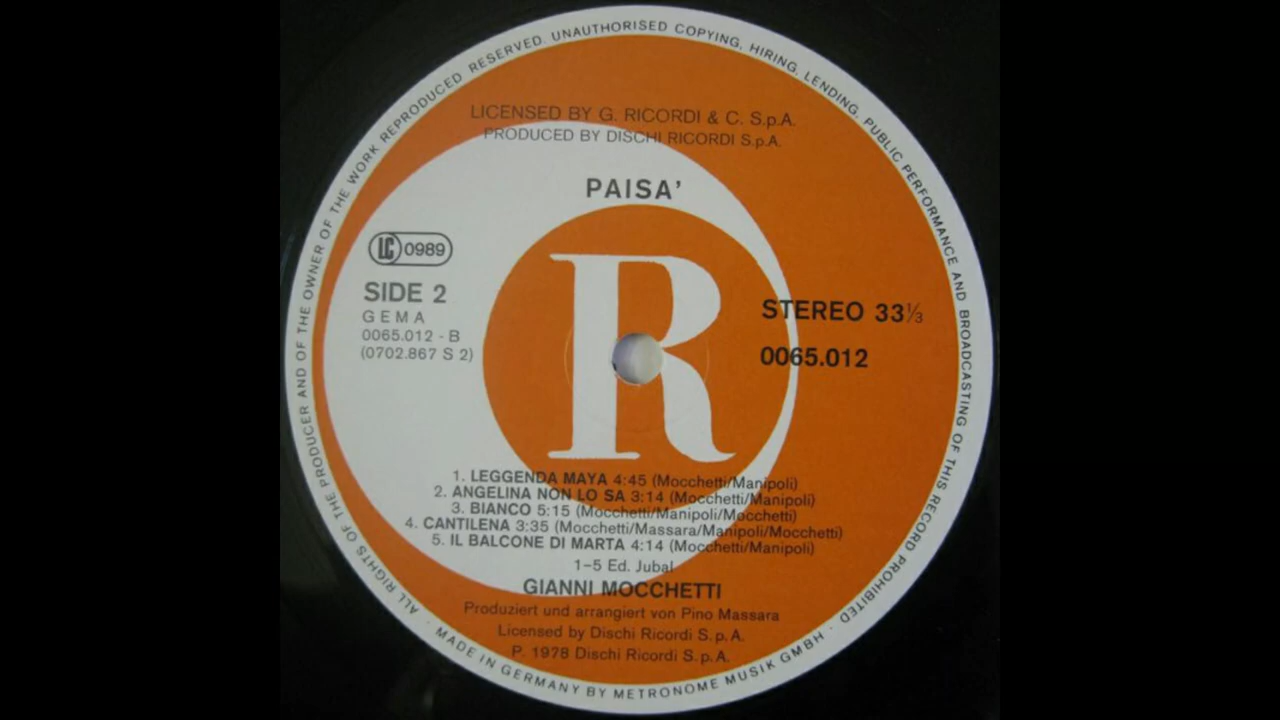 ALL RIGHTS OF THE PRODUCER AND OF THE OWNER OF THE WORK REPRODUCED RESERVED. UNAUTHORISED COPYING, HIRING, LENDING, PUBLIC PERFORMANCE AND BROADCASTING OF THIS RECORD PROHIBITED · MADE IN GERMANY BY METRONOME MUSIK GMBH ·
LICENSED BY G. RICORDI & C. S.p.A.
PRODUCED BY DISCHI RICORDI S.p.A.
PAISA'
LC 0989
SIDE 2
GEMA
0065.012 - B
(0702.867 S 2)
R
STEREO 33⅓
0065.012
1. LEGGENDA MAYA 4:45 (Mocchetti/Manipoli)
2. ANGELINA NON LO SA 3:14 (Mocchetti/Manipoli)
3. BIANCO 5:15 (Mocchetti/Manipoli/Mocchetti)
4. CANTILENA 3:35 (Mocchetti/Massara/Manipoli/Mocchetti)
5. IL BALCONE DI MARTA 4:14 (Mocchetti/Manipoli)
1–5 Ed. Jubal
GIANNI MOCCHETTI
Produziert und arrangiert von Pino Massara
Licensed by Dischi Ricordi S.p.A.
P. 1978 Dischi Ricordi S.p.A.